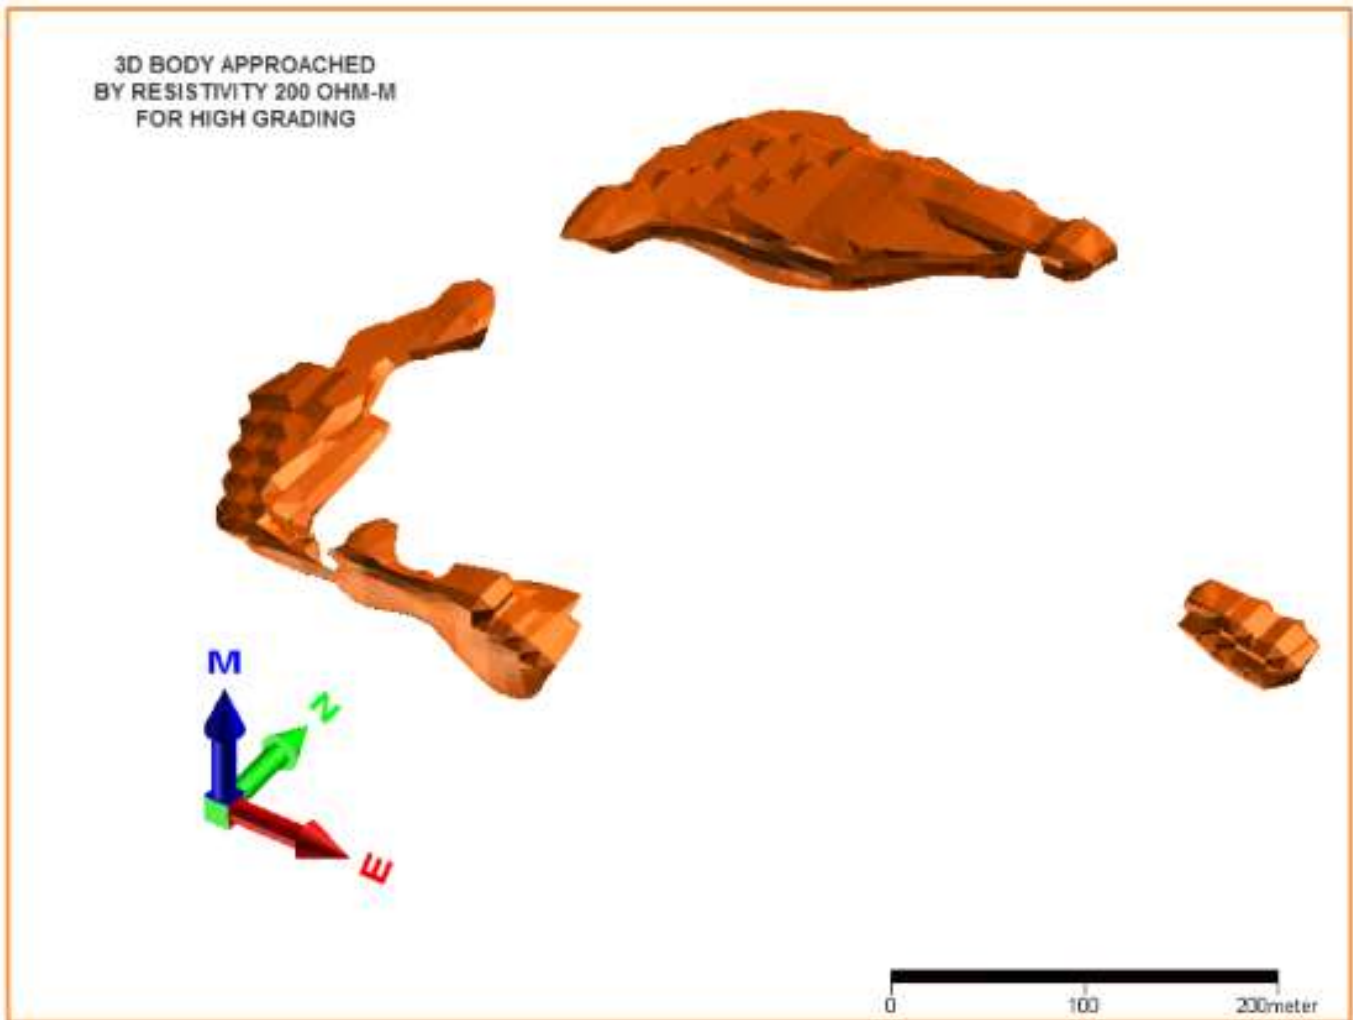 3D BODY APPROACHED
BY RESISTIVITY 200 OHM-M
FOR HIGH GRADING
M
N
E
0 100 200meter